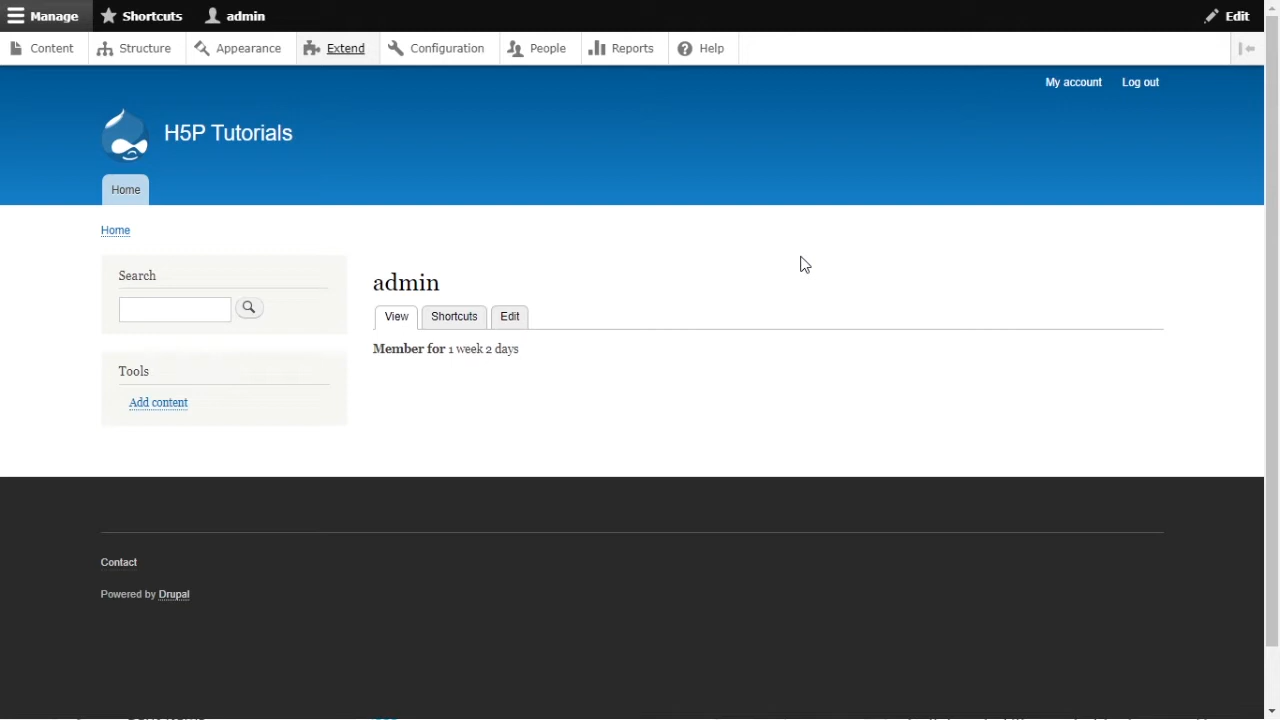 Manage Shortcuts admin Edit
Content Structure Appearance Extend Configuration People Reports Help
My account Log out
H5P Tutorials
Home
Home
Search
admin
View Shortcuts Edit
Member for 1 week 2 days
Tools
Add content
Contact
Powered by Drupal